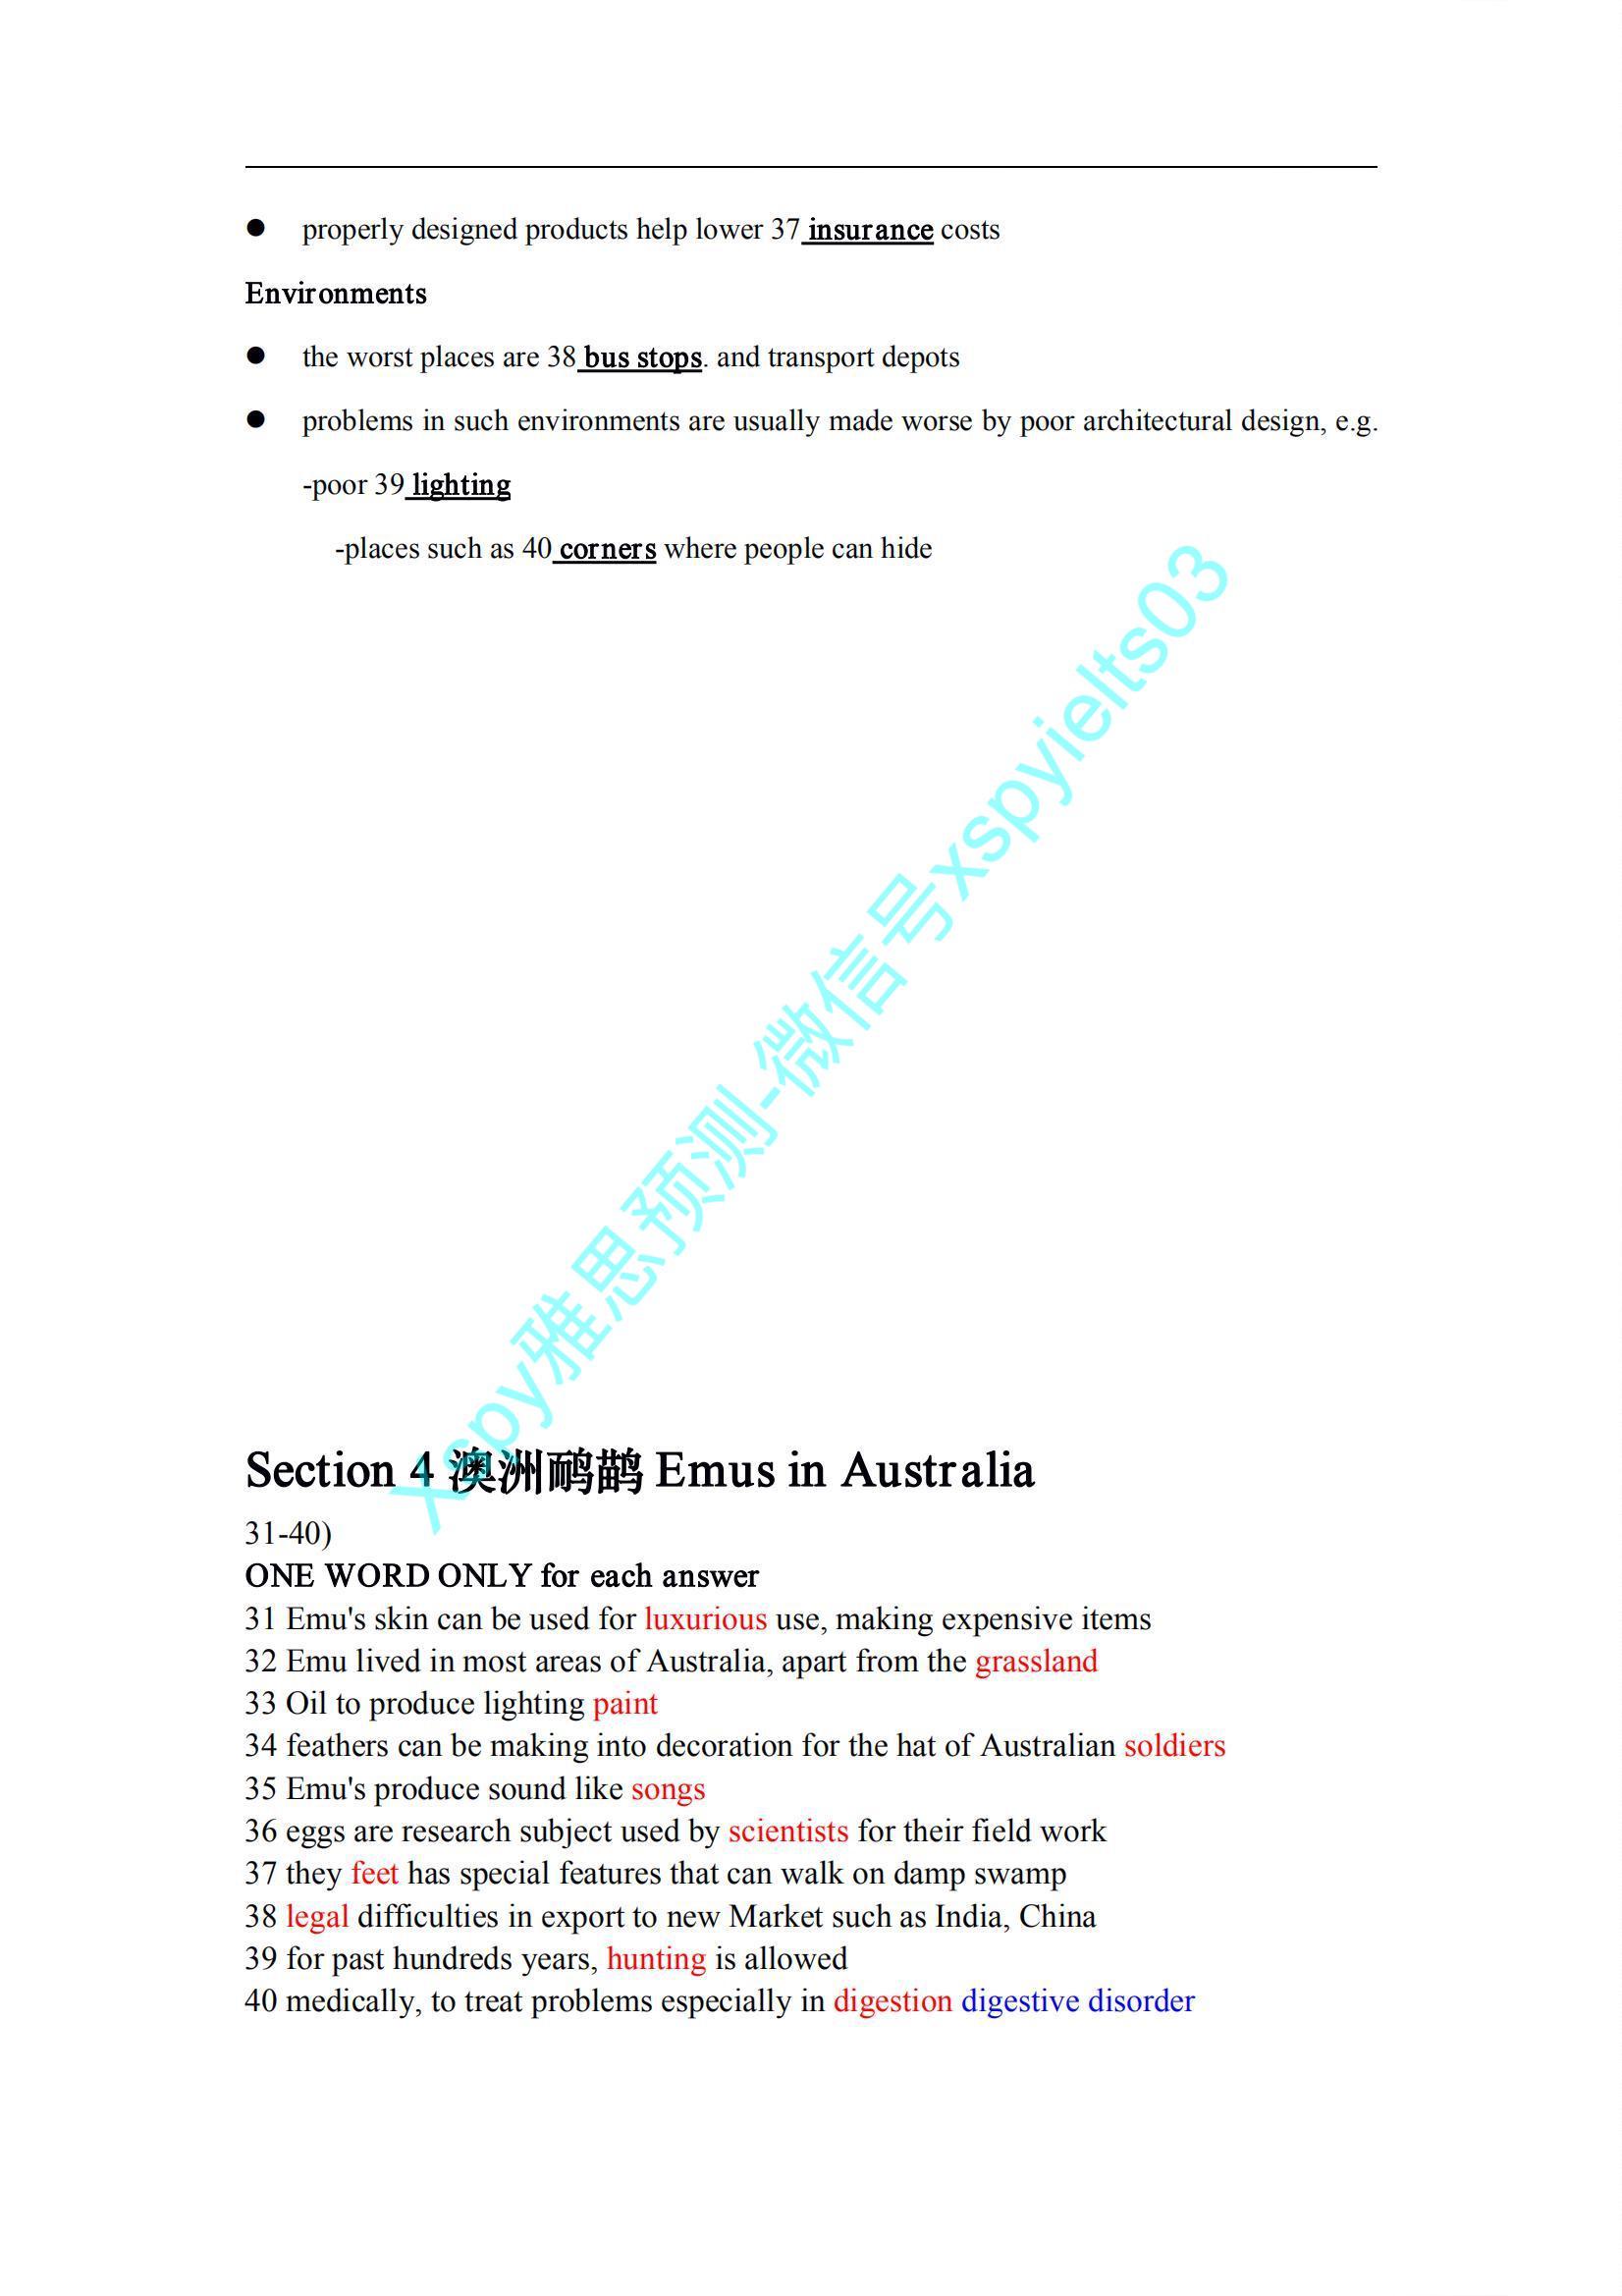 ● properly designed products help lower 37 insurance costs
Environments
● the worst places are 38 bus stops. and transport depots
● problems in such environments are usually made worse by poor architectural design, e.g.
-poor 39 lighting
-places such as 40 corners where people can hide
xspy雅思预测-微信号xspyielts03
Section 4 澳洲鸸鹋 Emus in Australia
31-40)
ONE WORD ONLY for each answer
31 Emu's skin can be used for luxurious use, making expensive items
32 Emu lived in most areas of Australia, apart from the grassland
33 Oil to produce lighting paint
34 feathers can be making into decoration for the hat of Australian soldiers
35 Emu's produce sound like songs
36 eggs are research subject used by scientists for their field work
37 they feet has special features that can walk on damp swamp
38 legal difficulties in export to new Market such as India, China
39 for past hundreds years, hunting is allowed
40 medically, to treat problems especially in digestion digestive disorder